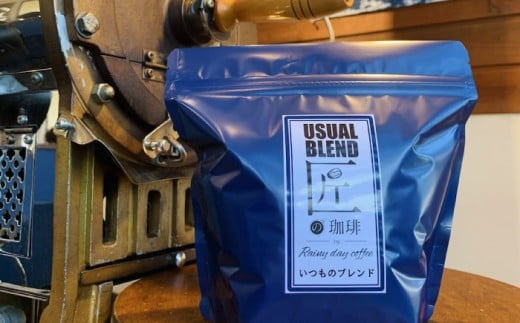 USUAL
BLEND
匠
の珈琲
by
Rainy day coffee
いつものブレンド